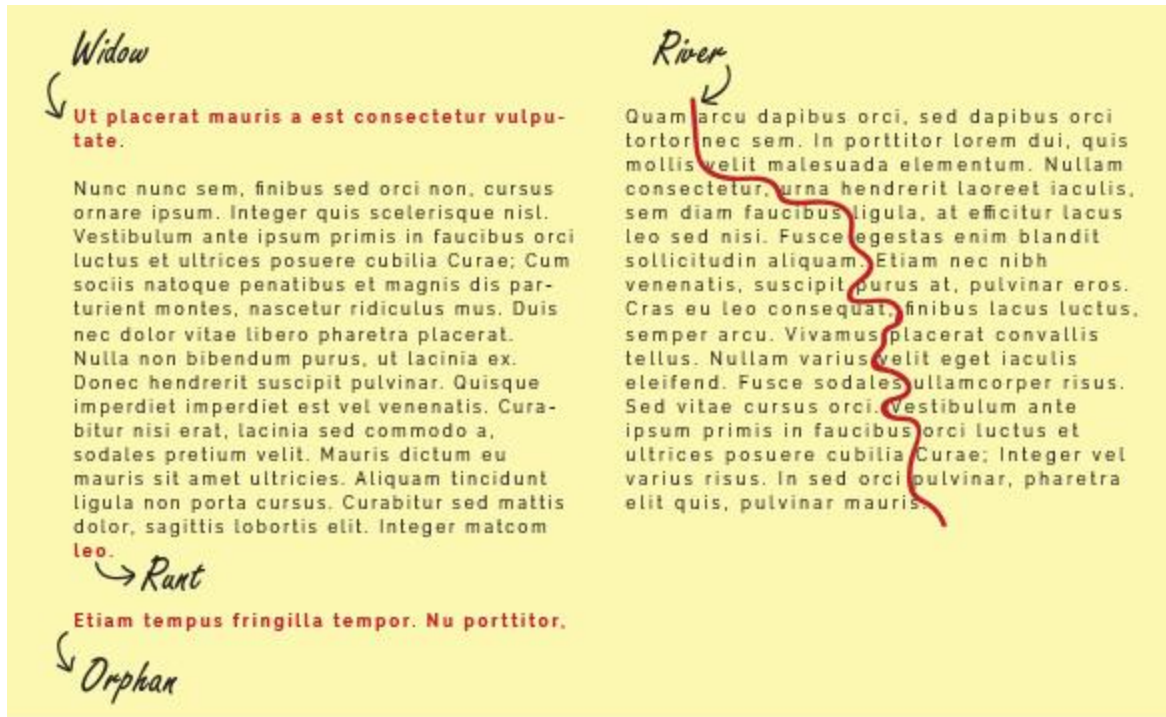 Widow
Ut placerat mauris a est consectetur vulpu-
tate.
Nunc nunc sem, finibus sed orci non, cursus
ornare ipsum. Integer quis scelerisque nisl.
Vestibulum ante ipsum primis in faucibus orci
luctus et ultrices posuere cubilia Curae; Cum
sociis natoque penatibus et magnis dis par-
turient montes, nascetur ridiculus mus. Duis
nec dolor vitae libero pharetra placerat.
Nulla non bibendum purus, ut lacinia ex.
Donec hendrerit suscipit pulvinar. Quisque
imperdiet imperdiet est vel venenatis. Cura-
bitur nisi erat, lacinia sed commodo a,
sodales pretium velit. Mauris dictum eu
mauris sit amet ultricies. Aliquam tincidunt
ligula non porta cursus. Curabitur sed mattis
dolor, sagittis lobortis elit. Integer matcom
leo.
Runt
Etiam tempus fringilla tempor. Nu porttitor,
Orphan
River
Quam arcu dapibus orci, sed dapibus orci
tortor nec sem. In porttitor lorem dui, quis
mollis velit malesuada elementum. Nullam
consectetur, urna hendrerit laoreet iaculis,
sem diam faucibus ligula, at efficitur lacus
leo sed nisi. Fusce egestas enim blandit
sollicitudin aliquam. Etiam nec nibh
venenatis, suscipit purus at, pulvinar eros.
Cras eu leo consequat, finibus lacus luctus,
semper arcu. Vivamus placerat convallis
tellus. Nullam varius velit eget iaculis
eleifend. Fusce sodales ullamcorper risus.
Sed vitae cursus orci. Vestibulum ante
ipsum primis in faucibus orci luctus et
ultrices posuere cubilia Curae; Integer vel
varius risus. In sed orci pulvinar, pharetra
elit quis, pulvinar mauris.